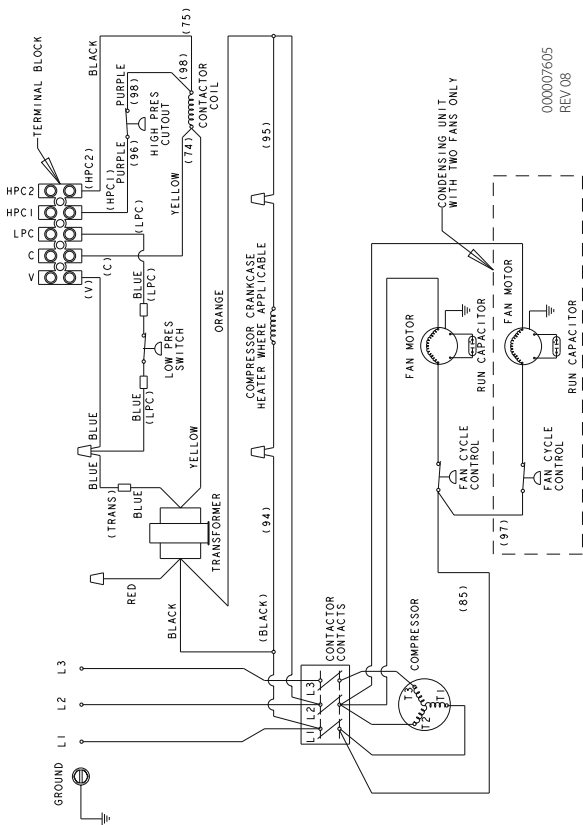 GROUND
L1
L2
L3
TERMINAL BLOCK
HPC2
HPC1
LPC
C
V
(HPC2)
(HPC1)
(LPC)
(C)
(V)
BLACK
(75)
PURPLE
(98)
HIGH PRES
CUTOUT
PURPLE
(96)
(98)
CONTACTOR
COIL
(74)
YELLOW
BLUE
(LPC)
LOW PRES
SWITCH
BLUE
(LPC)
BLUE
BLUE
(TRANS)
BLUE
YELLOW
TRANSFORMER
RED
BLACK
ORANGE
COMPRESSOR CRANKCASE
HEATER WHERE APPLICABLE
(95)
(94)
(BLACK)
CONTACTOR
CONTACTS
L1
L2
L3
COMPRESSOR
T1
T2
T3
(85)
FAN MOTOR
RUN CAPACITOR
FAN CYCLE
CONTROL
(97)
CONDENSING UNIT
WITH TWO FANS ONLY
FAN MOTOR
RUN CAPACITOR
FAN CYCLE
CONTROL
000007605
REV 08